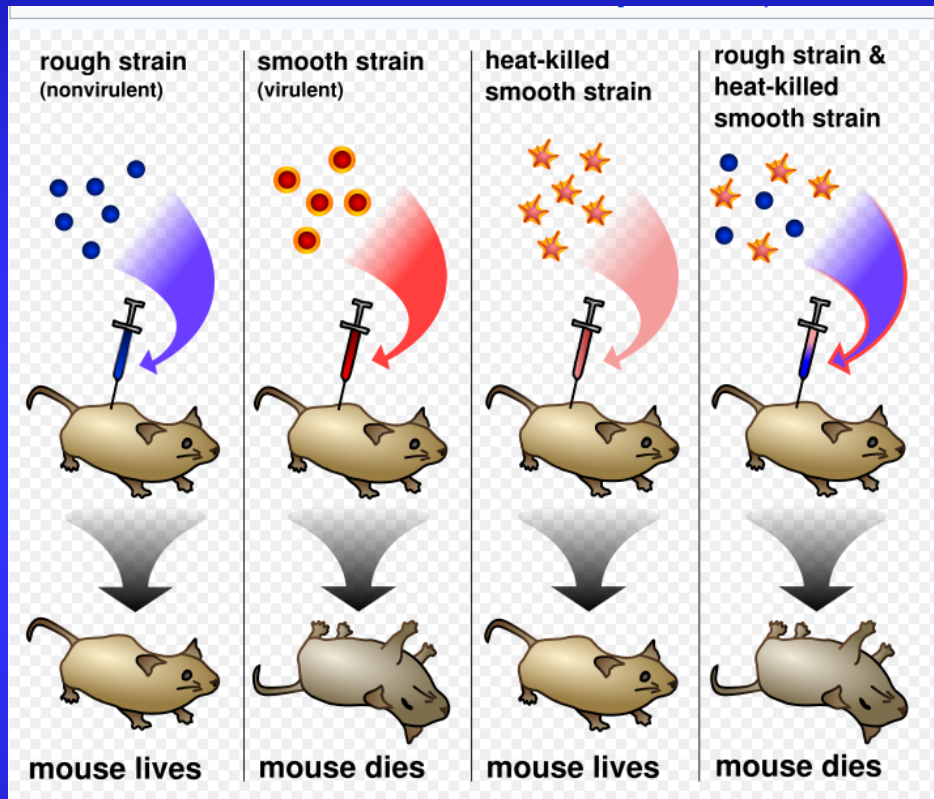 rough strain
(nonvirulent)
smooth strain
(virulent)
heat-killed
smooth strain
rough strain &
heat-killed
smooth strain
mouse lives
mouse dies
mouse lives
mouse dies